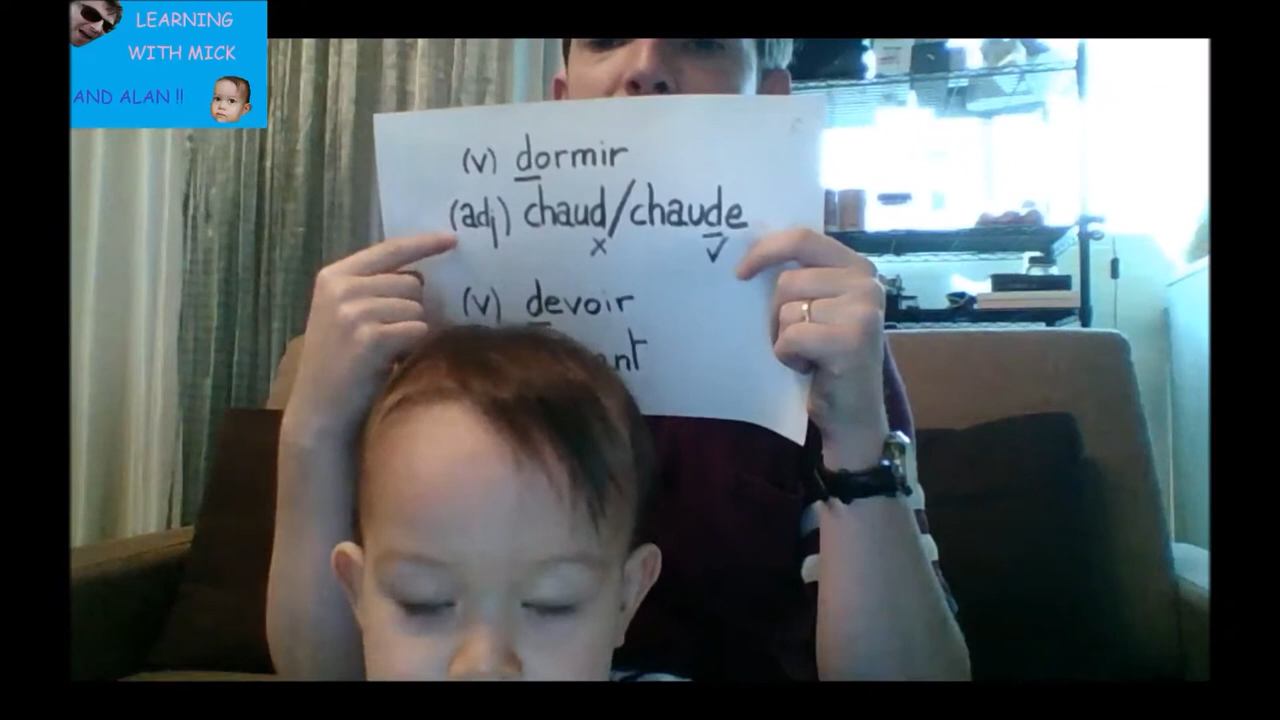 LEARNING
WITH MICK
AND ALAN !!
(v) dormir
(adj) chaud/chaude
x ✓
(v) devoir